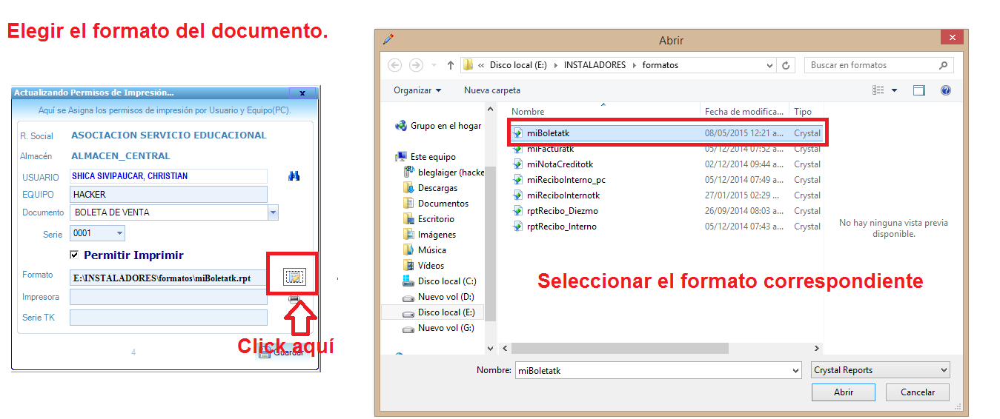 Elegir el formato del documento.
Actualizando Permisos de Impresión...
x
Aquí se Asigna los permisos de impresión por Usuario y Equipo(PC).
R. Social ASOCIACION SERVICIO EDUCACIONAL
Almacén ALMACEN_CENTRAL
USUARIO SHICA SIVIPAUCAR, CHRISTIAN
EQUIPO HACKER
Documento BOLETA DE VENTA
Serie 0001
Permitir Imprimir
Formato E:\INSTALADORES\formatos\miBoletatk.rpt
Impresora
Serie TK
Click aquí
4 Guardar
Abrir
« Disco local (E:) INSTALADORES formatos
Buscar en formatos
Organizar Nueva carpeta
Grupo en el hogar
Este equipo
bleglaiger (hacke
Descargas
Documentos
Escritorio
Imágenes
Música
Vídeos
Disco local (C:)
Nuevo vol (D:)
Disco local (E:)
Nuevo vol (G:)
Nombre Fecha de modifica... Tipo
miBoletatk 08/05/2015 12:21 a... Crystal
miFacturatk 05/12/2014 07:52 a... Crystal
miNotaCreditotk 02/12/2014 09:44 a... Crystal
miReciboInterno_pc 05/12/2014 07:49 a... Crystal
miReciboInternotk 27/01/2015 02:29 ... Crystal
rptRecibo_Diezmo 26/09/2014 08:03 a... Crystal
rptRecibo_Interno 05/12/2014 07:43 a... Crystal
No hay ninguna vista previa
disponible.
Seleccionar el formato correspondiente
Nombre: miBoletatk
Crystal Reports
Abrir Cancelar